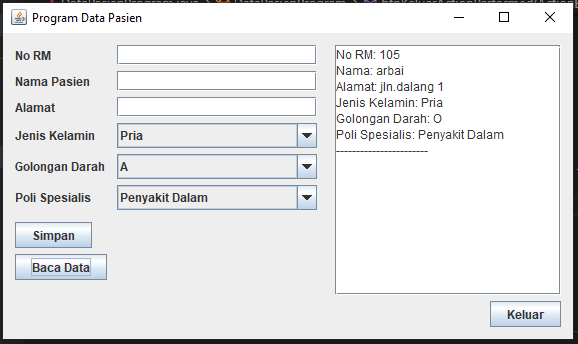 Program Data Pasien
No RM
Nama Pasien
Alamat
Jenis Kelamin Pria
Golongan Darah A
Poli Spesialis Penyakit Dalam
Simpan
Baca Data
No RM: 105
Nama: arbai
Alamat: jln.dalang 1
Jenis Kelamin: Pria
Golongan Darah: O
Poli Spesialis: Penyakit Dalam
-----------------------
Keluar